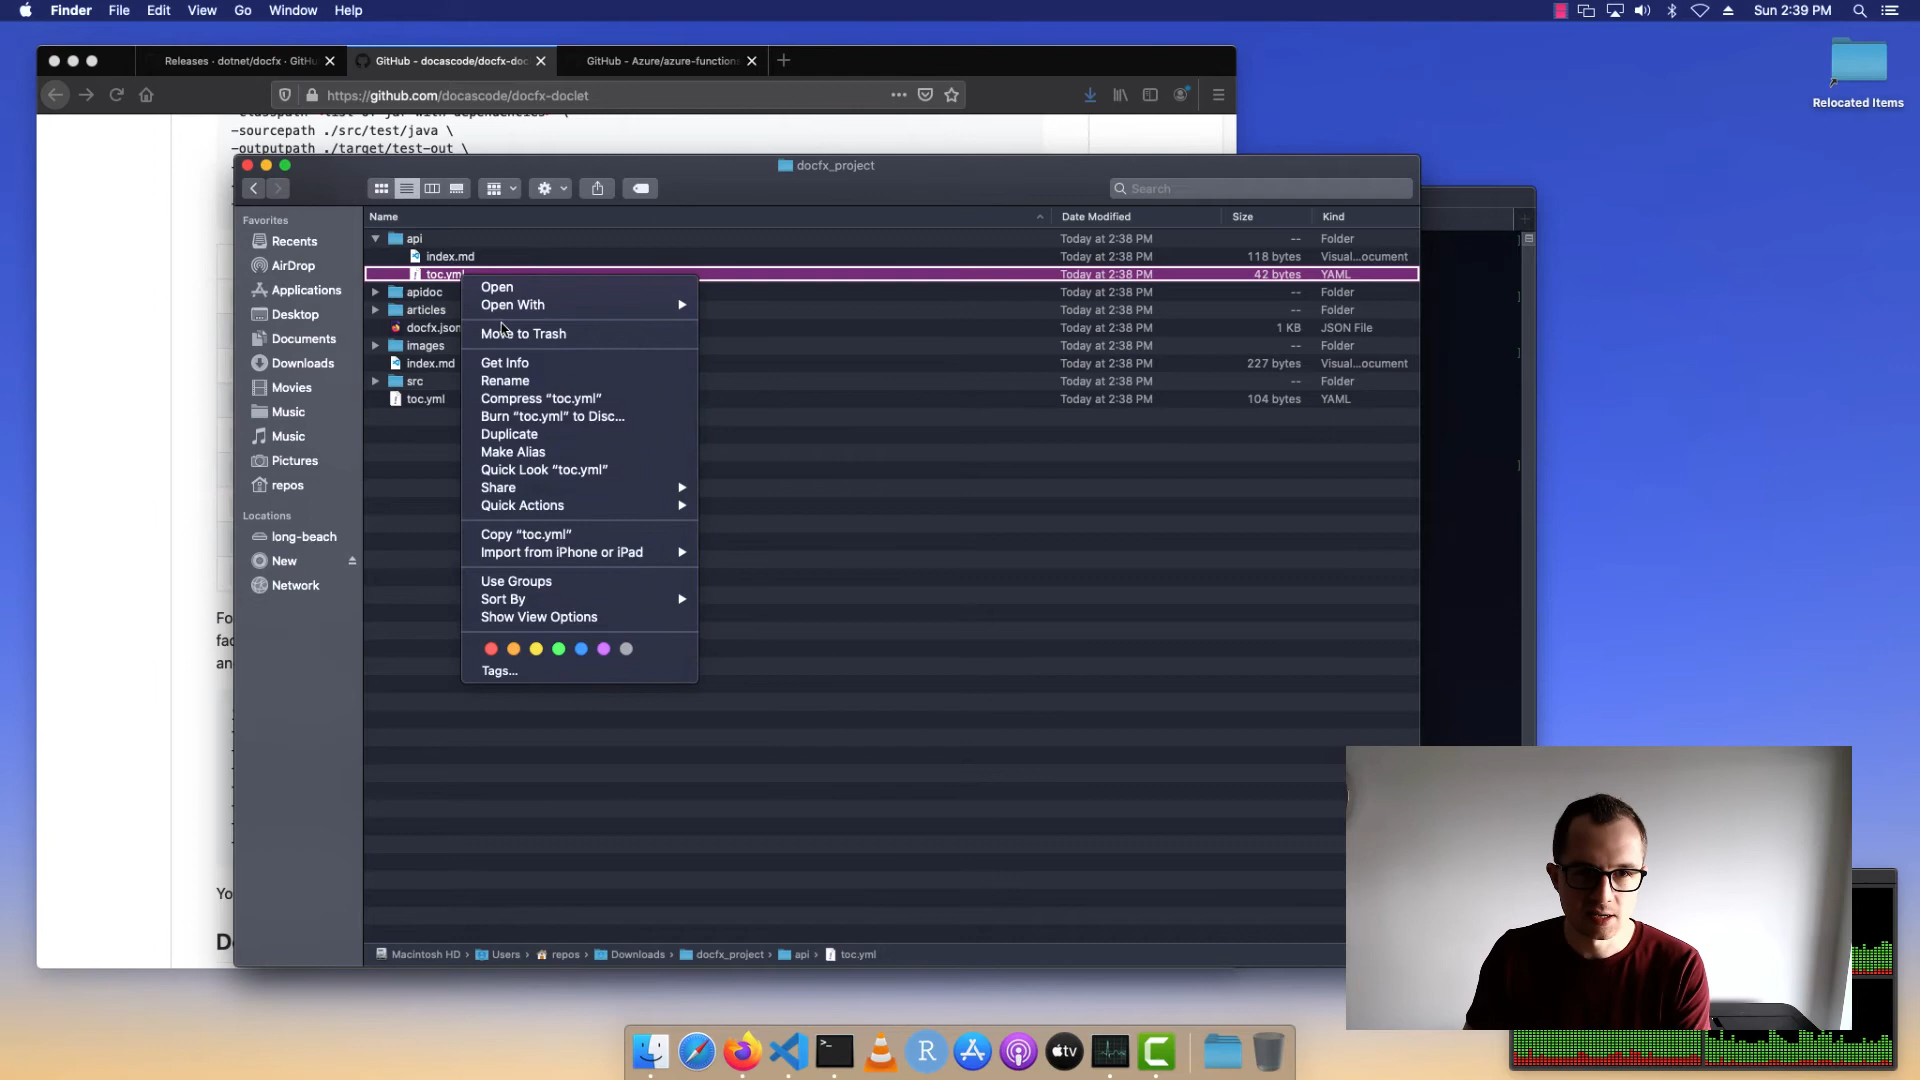 Finder File Edit View Go Window Help
Sun 2:39 PM
Relocated Items
Releases · dotnet/docfx · GitHu
GitHub - docascode/docfx-doc
GitHub - Azure/azure-functions
https://github.com/docascode/docfx-doclet
-sourcepath ./src/test/java \
-outputpath ./target/test-out \
docfx_project
Search
Favorites
Recents
AirDrop
Applications
Desktop
Documents
Downloads
Movies
Music
Music
Pictures
repos
Locations
long-beach
New
Network
Name Date Modified Size Kind
api Today at 2:38 PM -- Folder
index.md Today at 2:38 PM 118 bytes Visual...ocument
toc.yml Today at 2:38 PM 42 bytes YAML
apidoc Today at 2:38 PM -- Folder
articles Today at 2:38 PM -- Folder
docfx.json Today at 2:38 PM 1 KB JSON File
images Today at 2:38 PM -- Folder
index.md Today at 2:38 PM 227 bytes Visual...ocument
src Today at 2:38 PM -- Folder
toc.yml Today at 2:38 PM 104 bytes YAML
Open
Open With
Move to Trash
Get Info
Rename
Compress “toc.yml”
Burn “toc.yml” to Disc...
Duplicate
Make Alias
Quick Look “toc.yml”
Share
Quick Actions
Copy “toc.yml”
Import from iPhone or iPad
Use Groups
Sort By
Show View Options
Tags...
Fo
fac
and
Yo
Macintosh HD › Users › repos › Downloads › docfx_project › api › toc.yml
R
tv